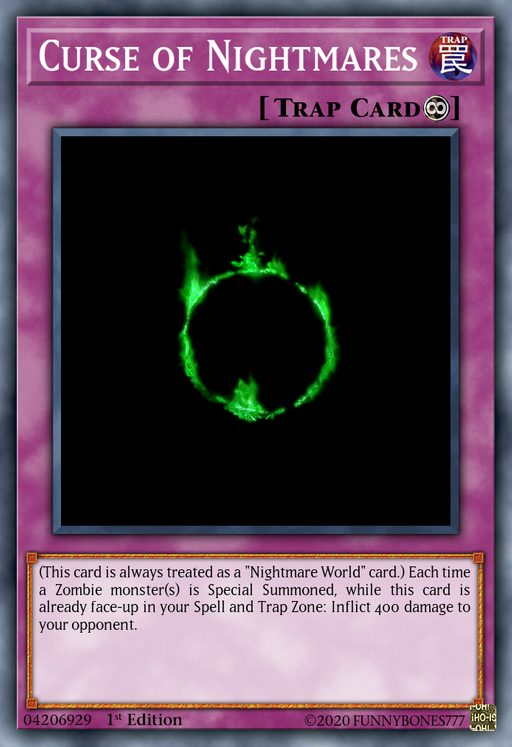 CURSE OF NIGHTMARES
TRAP
罠
[TRAP CARD]
(This card is always treated as a "Nightmare World" card.) Each time
a Zombie monster(s) is Special Summoned, while this card is
already face-up in your Spell and Trap Zone: Inflict 400 damage to
your opponent.
04206929 1st Edition ©2020 FUNNYBONES777